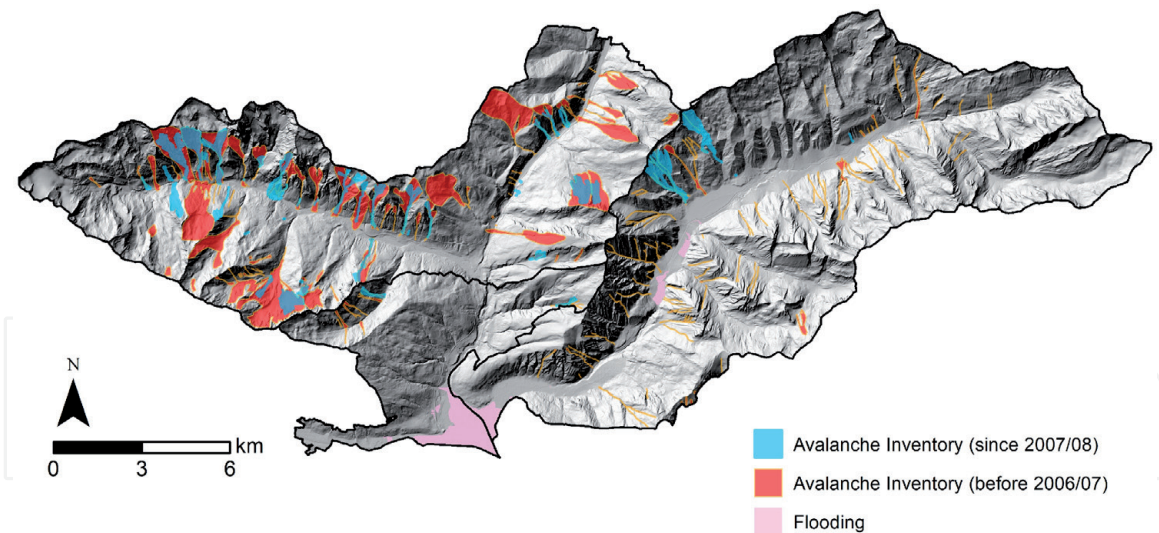 N
km
0 3 6
Avalanche Inventory (since 2007/08)
Avalanche Inventory (before 2006/07)
Flooding